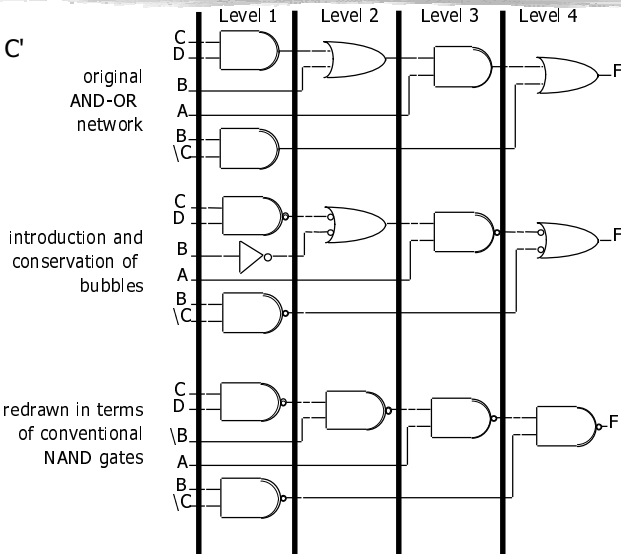 Level 1 Level 2 Level 3 Level 4
C'
C
D
original
AND-OR
network
B
A
B
\C
F
C
D
introduction and
conservation of
bubbles
B
A
B
\C
F
C
D
redrawn in terms
of conventional
NAND gates
\B
A
B
\C
F